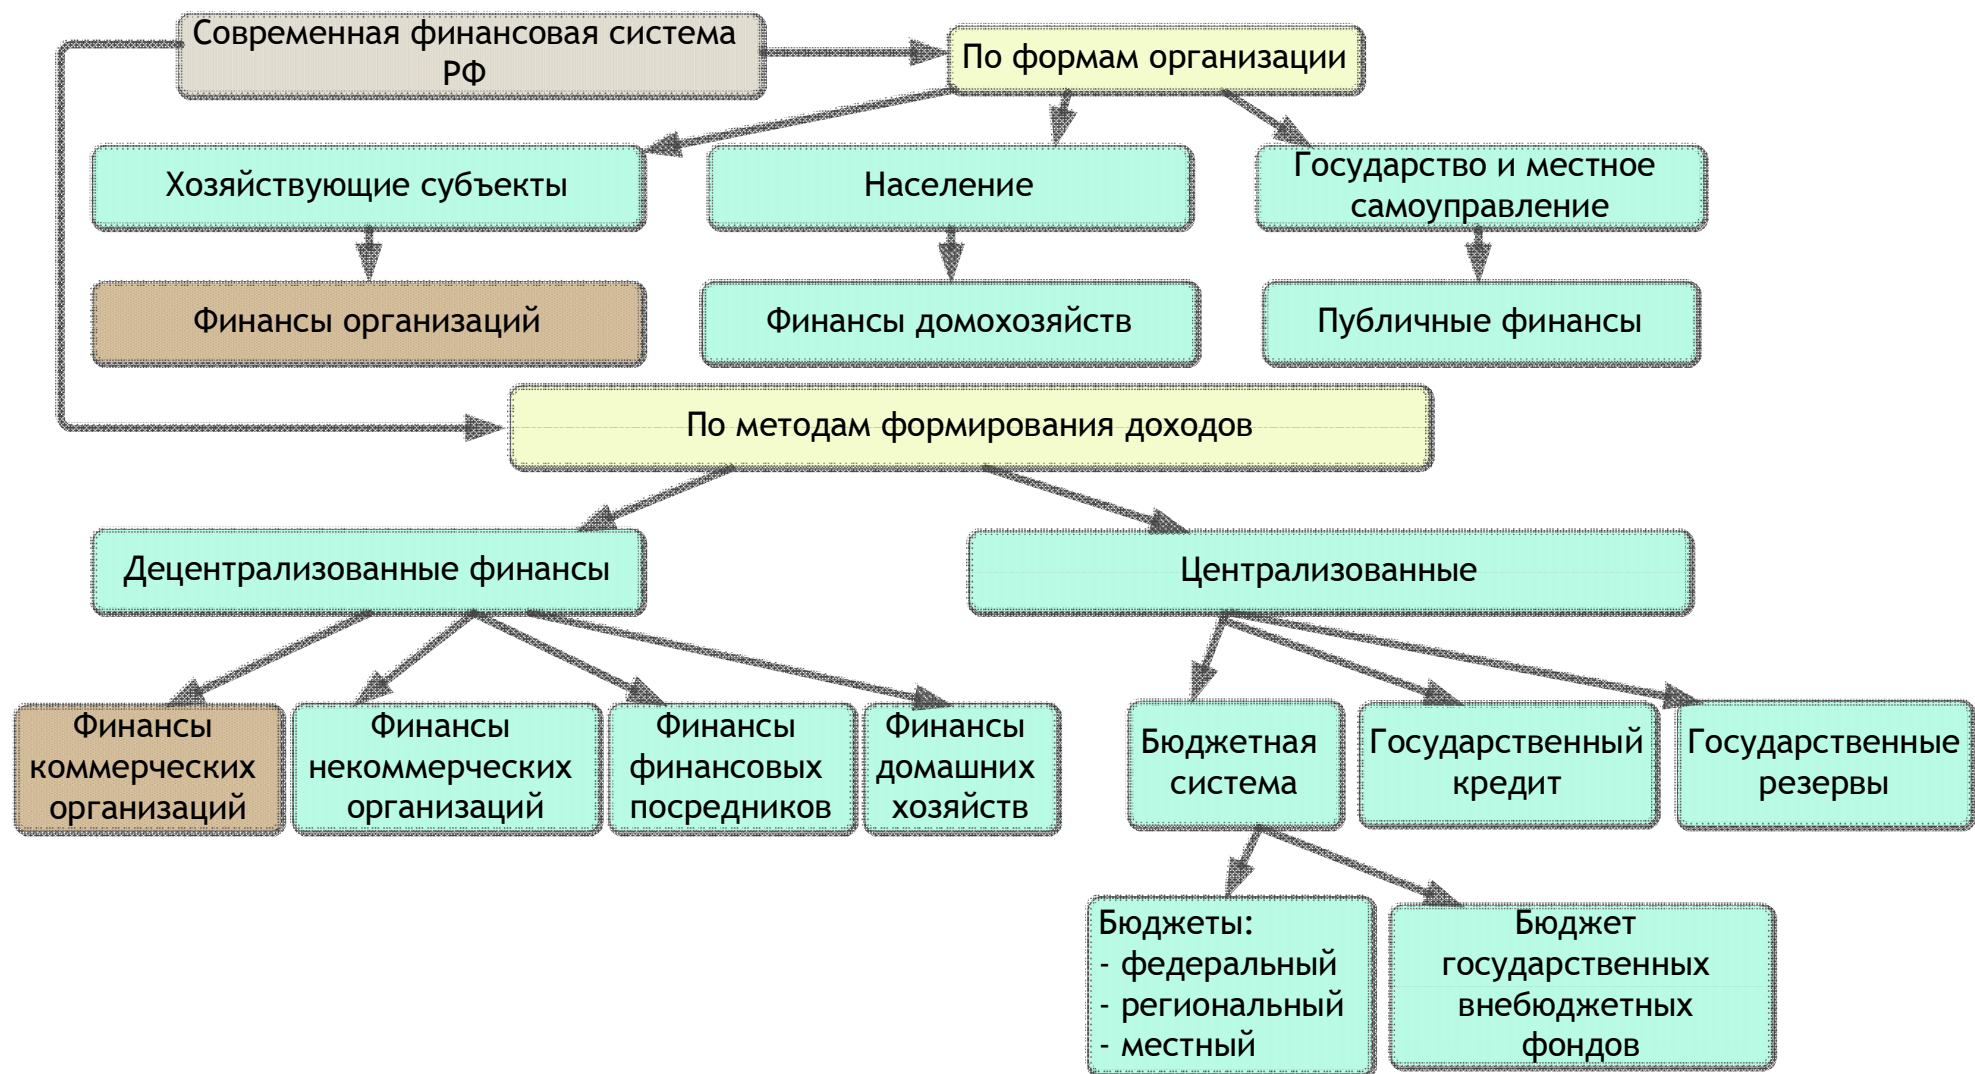 Современная финансовая система
РФ
По формам организации
Хозяйствующие субъекты
Население
Государство и местное
самоуправление
Финансы организаций
Финансы домохозяйств
Публичные финансы
По методам формирования доходов
Децентрализованные финансы
Централизованные
Финансы
коммерческих
организаций
Финансы
некоммерческих
организаций
Финансы
финансовых
посредников
Финансы
домашних
хозяйств
Бюджетная
система
Государственный
кредит
Государственные
резервы
Бюджеты:
- федеральный
- региональный
- местный
Бюджет
государственных
внебюджетных
фондов